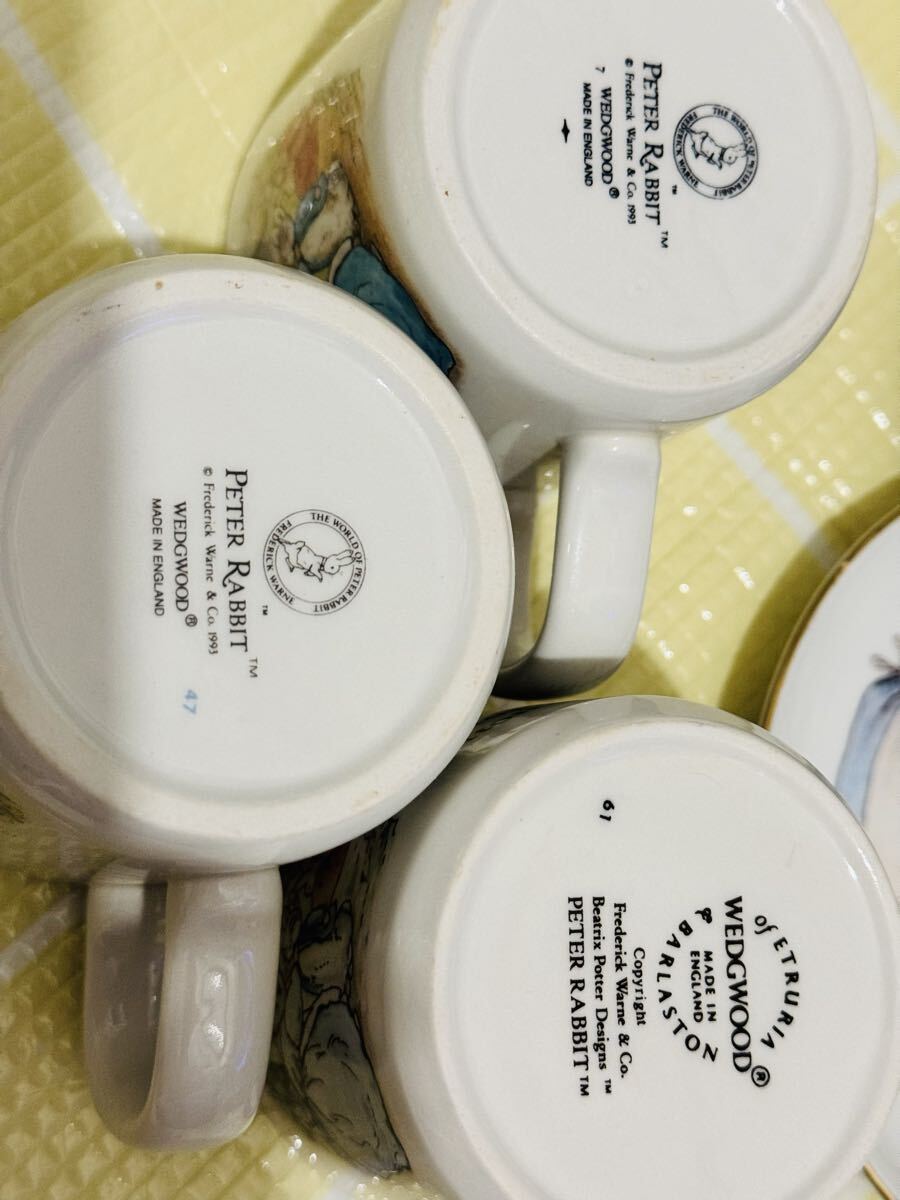 THE WORLD OF PETER RABBIT
FREDERICK WARNE
™
PETER RABBIT™
© Frederick Warne & Co. 1993
7 WEDGWOOD®
MADE IN ENGLAND
THE WORLD OF PETER RABBIT
FREDERICK WARNE
™
PETER RABBIT™
© Frederick Warne & Co. 1993
WEDGWOOD®
MADE IN ENGLAND
47
of ETRURIA
WEDGWOOD®
&
MADE IN
ENGLAND
& BARLASTON
Copyright
Frederick Warne & Co.
Beatrix Potter Designs™
PETER RABBIT™
61